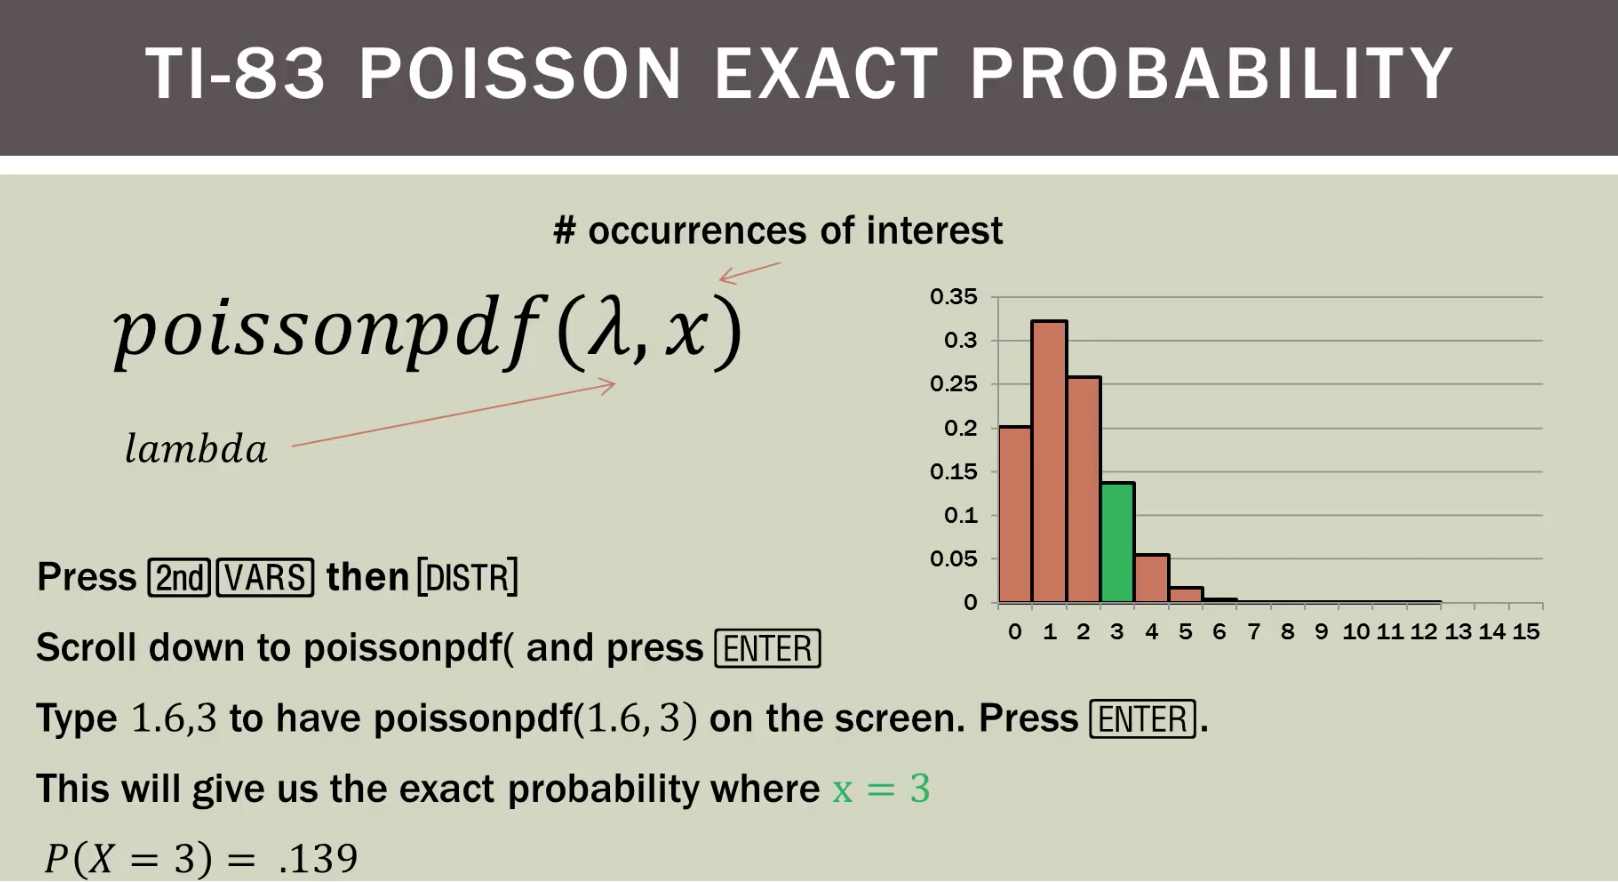 TI-83 POISSON EXACT PROBABILITY
# occurrences of interest
poissonpdf(λ, x)
lambda
0.35
0.3
0.25
0.2
0.15
0.1
0.05
0
0 1 2 3 4 5 6 7 8 9 10 11 12 13 14 15
Press 2nd VARS then [DISTR]
Scroll down to poissonpdf( and press ENTER
Type 1.6,3 to have poissonpdf(1.6, 3) on the screen. Press ENTER.
This will give us the exact probability where x = 3
P(X = 3) = .139